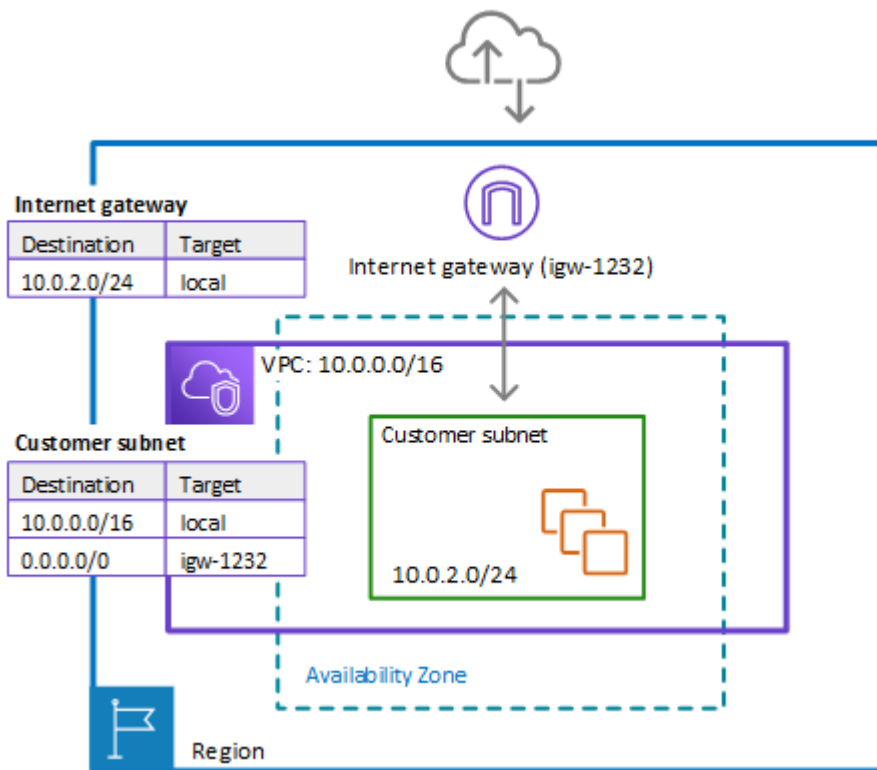 Internet gateway
Destination Target
10.0.2.0/24 local
Internet gateway (igw-1232)
VPC: 10.0.0.0/16
Customer subnet
Destination Target
10.0.0.0/16 local
0.0.0.0/0 igw-1232
Customer subnet
10.0.2.0/24
Availability Zone
Region